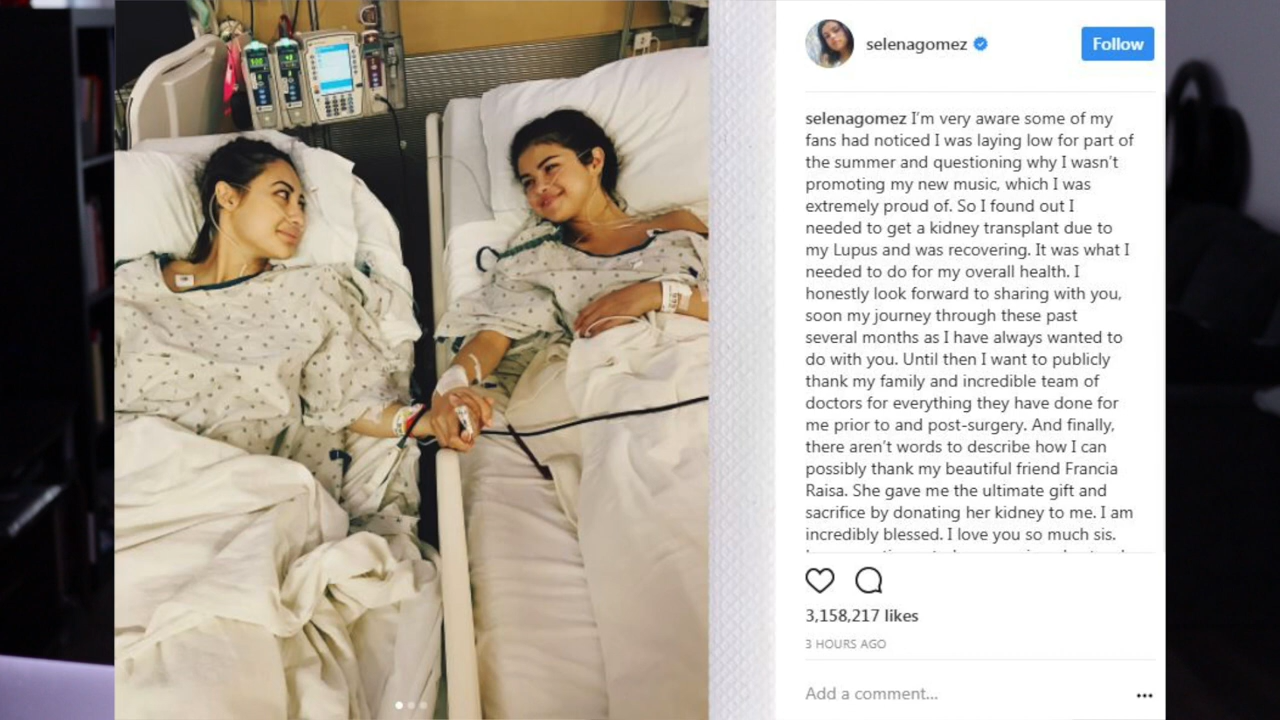 selenagomez
Follow
selenagomez I'm very aware some of my
fans had noticed I was laying low for part of
the summer and questioning why I wasn't
promoting my new music, which I was
extremely proud of. So I found out I
needed to get a kidney transplant due to
my Lupus and was recovering. It was what I
needed to do for my overall health. I
honestly look forward to sharing with you,
soon my journey through these past
several months as I have always wanted to
do with you. Until then I want to publicly
thank my family and incredible team of
doctors for everything they have done for
me prior to and post-surgery. And finally,
there aren't words to describe how I can
possibly thank my beautiful friend Francia
Raisa. She gave me the ultimate gift and
sacrifice by donating her kidney to me. I am
incredibly blessed. I love you so much sis.
3,158,217 likes
3 HOURS AGO
Add a comment...